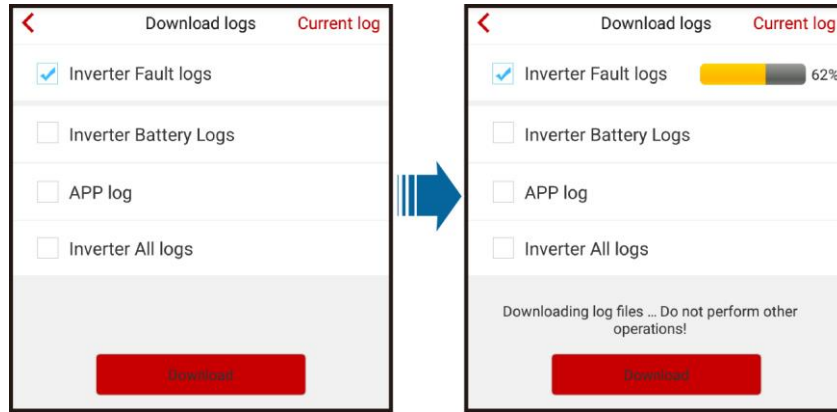 Download logs
Current log
Inverter Fault logs
Inverter Battery Logs
APP log
Inverter All logs
Download
Download logs
Current log
Inverter Fault logs
62%
Inverter Battery Logs
APP log
Inverter All logs
Downloading log files ... Do not perform other
operations!
Download